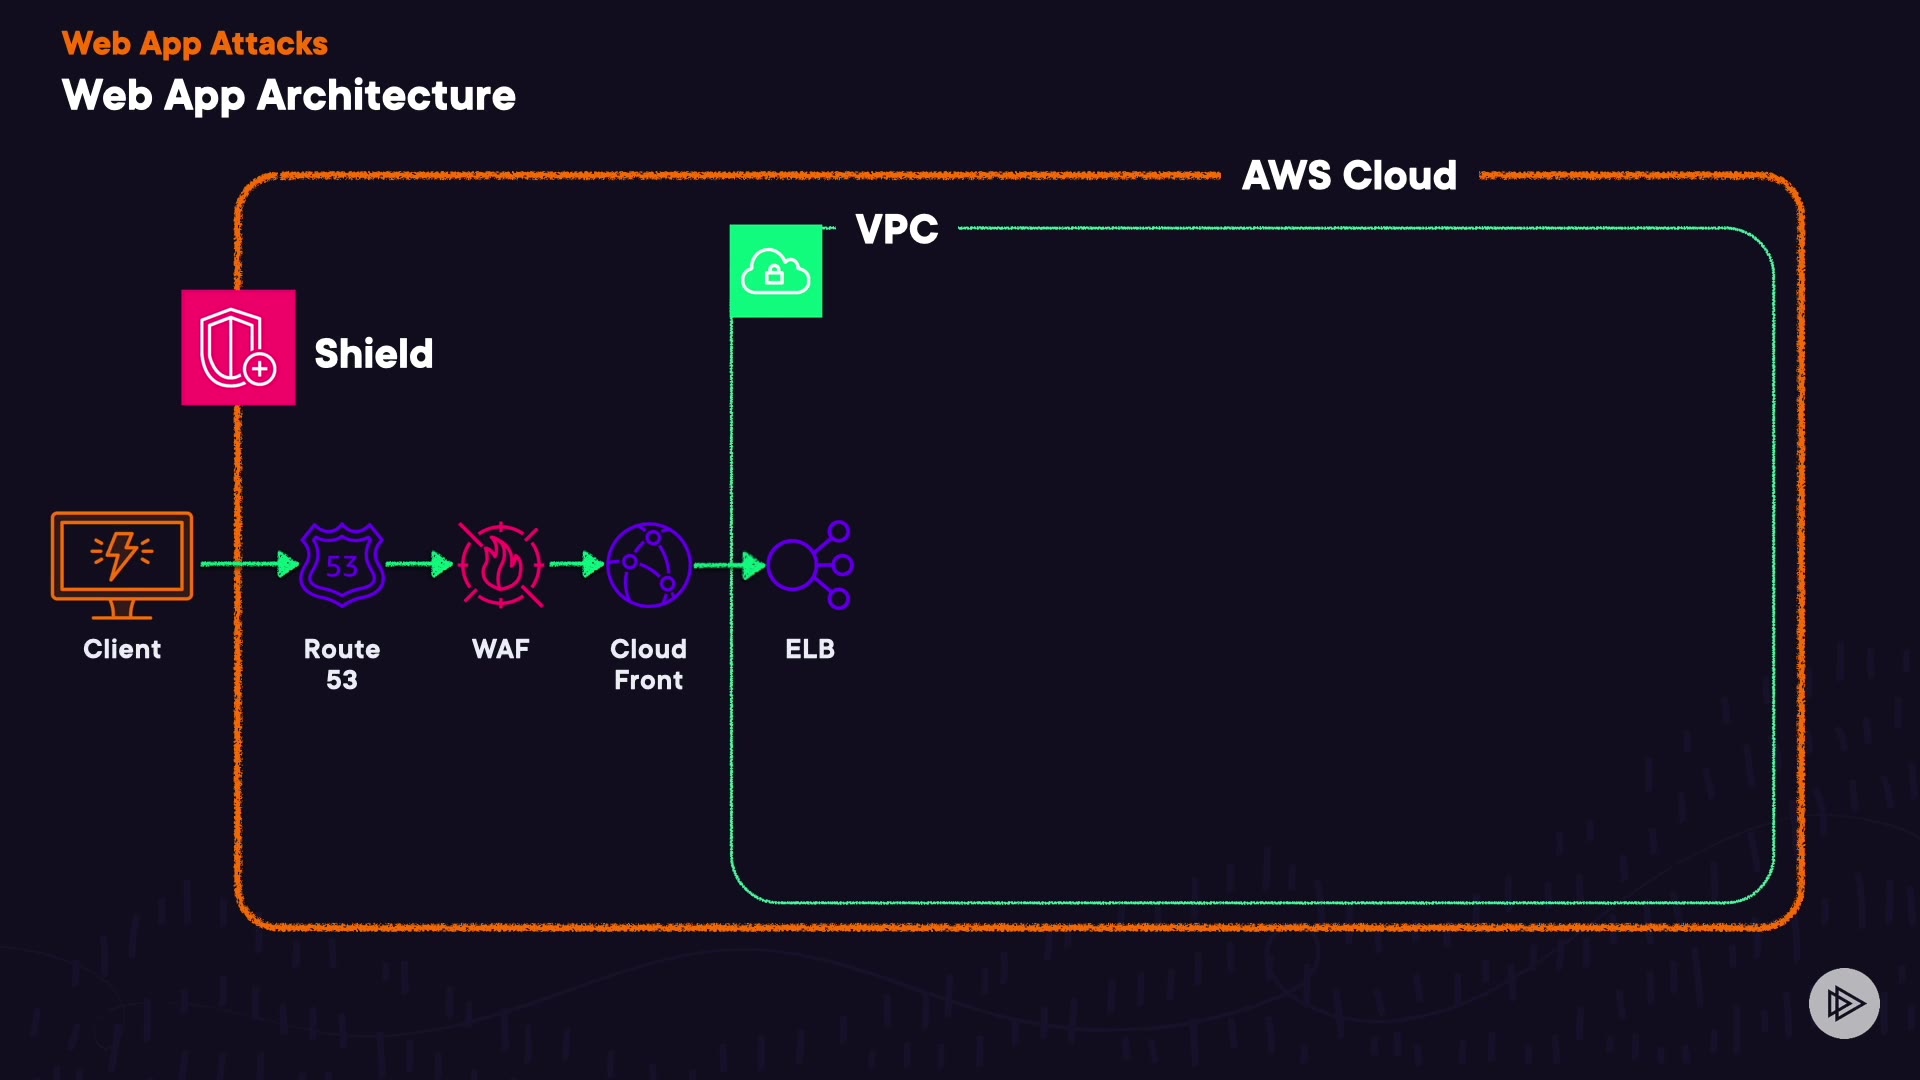 Web App Attacks
Web App Architecture
AWS Cloud
VPC
Shield
53
Client
Route
53
WAF
Cloud
Front
ELB